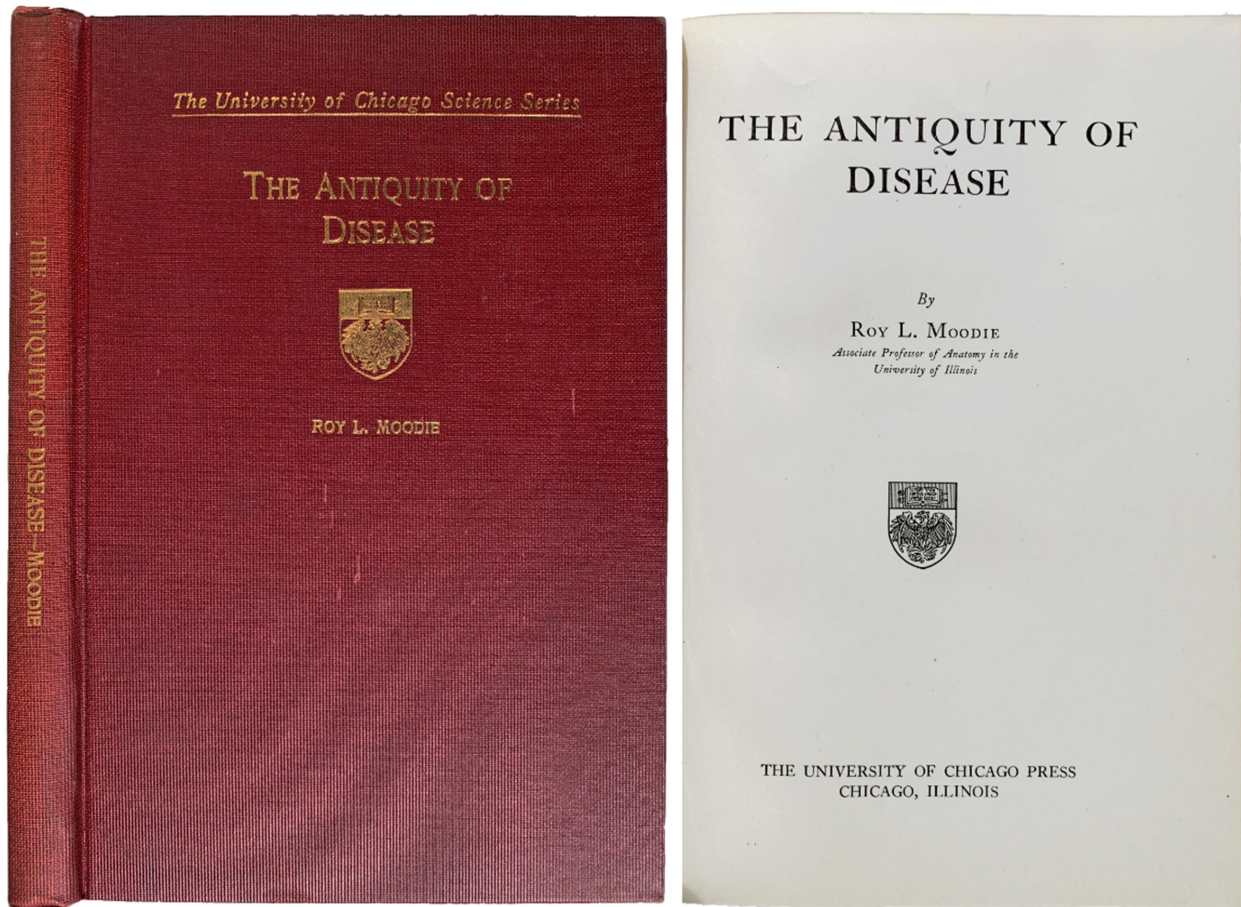 The University of Chicago Science Series
THE ANTIQUITY OF
DISEASE
ROY L. MOODIE
THE ANTIQUITY OF DISEASE—MOODIE
THE ANTIQUITY OF
DISEASE
By
ROY L. MOODIE
Associate Professor of Anatomy in the
University of Illinois
THE UNIVERSITY OF CHICAGO PRESS
CHICAGO, ILLINOIS